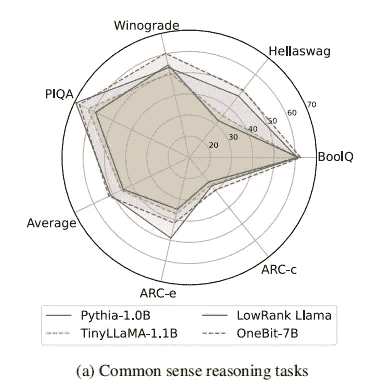 Winograde
Hellaswag
PIQA
70
60
50
40
30
20
BoolQ
Average
ARC-c
ARC-e
Pythia-1.0B
LowRank Llama
TinyLLaMA-1.1B
OneBit-7B
(a) Common sense reasoning tasks